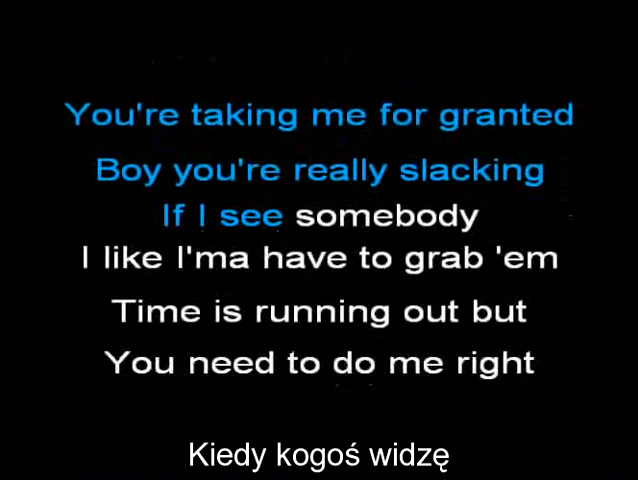 You're taking me for granted
Boy you're really slacking
If I see somebody
I like I'ma have to grab 'em
Time is running out but
You need to do me right
Kiedy kogoś widzę